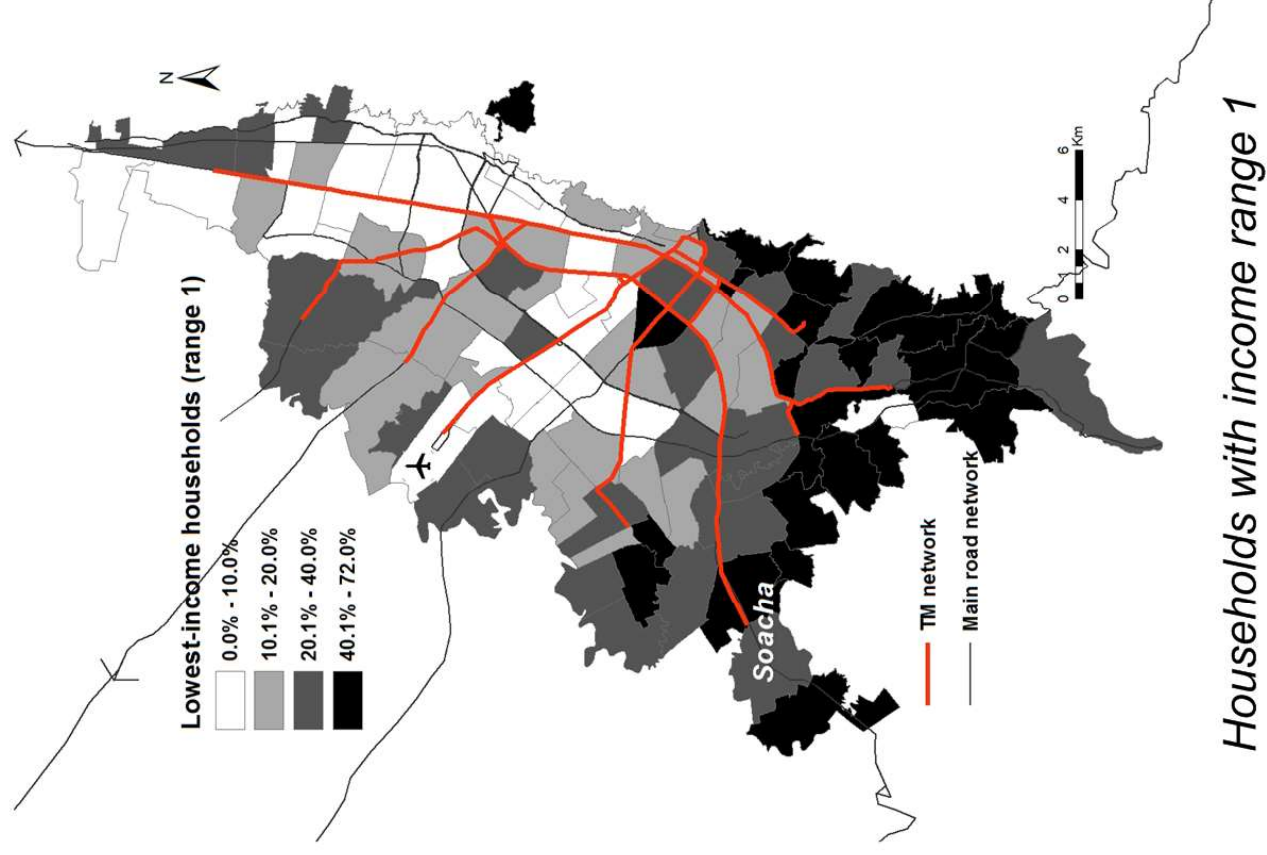 N
Lowest-income households (range 1)
0.0% - 10.0%
10.1% - 20.0%
20.1% - 40.0%
40.1% - 72.0%
Soacha
TM network
Main road network
0 1 2 4 6
Km
Households with income range 1